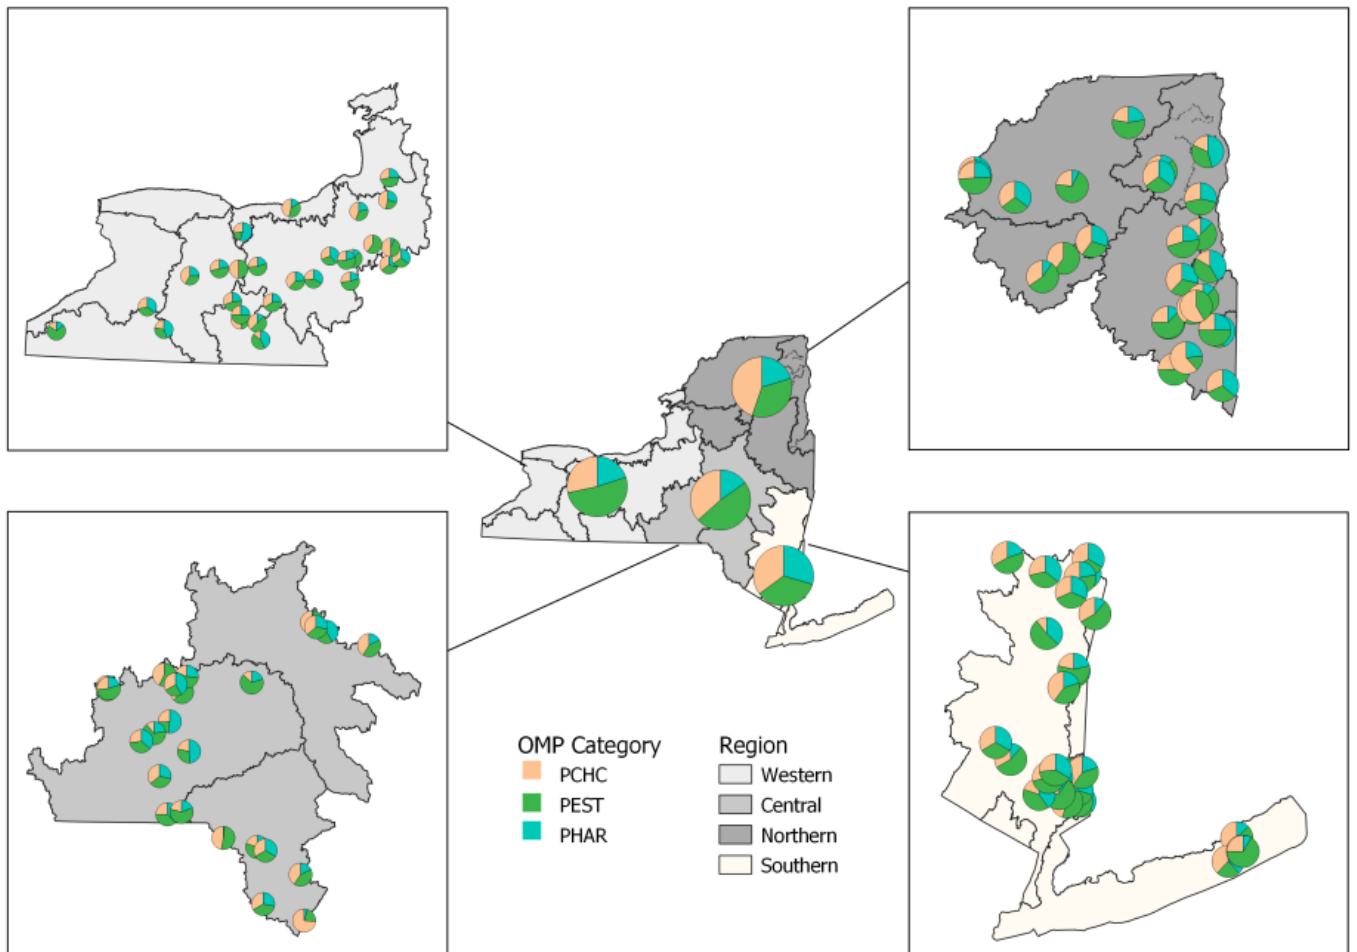 OMP Category
PCHC
PEST
PHAR
Region
Western
Central
Northern
Southern